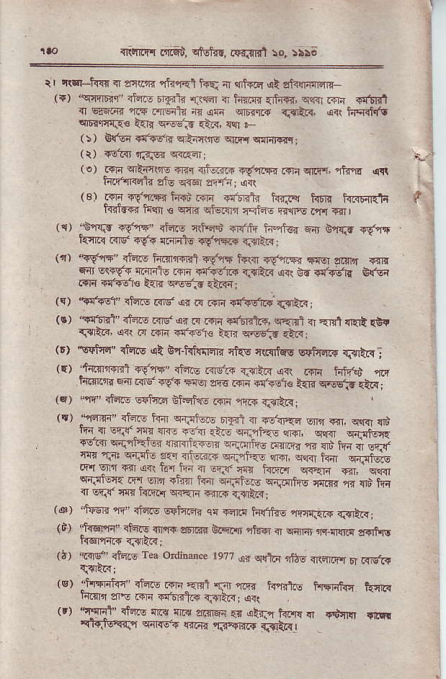 ৭৪০ বাংলাদেশ গেজেট, অতিরিক্ত, ফেব্রুয়ারী ১০, ১৯৯৩
২। সংজ্ঞা—বিষয় বা প্রসংগের পরিপন্থী কিছু না থাকিলে এই প্রবিধানমালায়—
(ক) “অসদাচরণ” বলিতে চাকুরীর শৃংখলা বা নিয়মের হানিকর, অথবা কোন কর্মচারী
বা ভদ্রজনের পক্ষে শোভনীয় নয় এমন আচরণকে বুঝাইবে, এবং নিম্নবর্ণিত
আচরণসমূহও ইহার অন্তর্ভুক্ত হইবে, যথা :—
(১) ঊর্ধতন কর্মকর্তার আইনসংগত আদেশ অমান্যকরণ;
(২) কর্তব্যে গুরুতর অবহেলা;
(৩) কোন আইনসংগত কারণ ব্যতিরেকে কর্তৃপক্ষের কোন আদেশ, পরিপত্র এবং
নির্দেশাবলীর প্রতি অবজ্ঞা প্রদর্শন; এবং
(৪) কোন কর্তৃপক্ষের নিকট কোন কর্মচারীর বিরুদ্ধে বিচার বিবেচনাহীন
বিরক্তিকর মিথ্যা ও অসার অভিযোগ সম্বলিত দরখাস্ত পেশ করা।
(খ) “উপযুক্ত কর্তৃপক্ষ” বলিতে সংশ্লিষ্ট কার্যাদি নিষ্পত্তির জন্য উপযুক্ত কর্তৃপক্ষ
হিসাবে বোর্ড কর্তৃক মনোনীত কর্তৃপক্ষকে বুঝাইবে;
(গ) “কর্তৃপক্ষ” বলিতে নিয়োগকারী কর্তৃপক্ষ কিংবা কর্তৃপক্ষের ক্ষমতা প্রয়োগ করার
জন্য তৎকর্তৃক মনোনীত কোন কর্মকর্তাকে বুঝাইবে এবং উক্ত কর্মকর্তার ঊর্ধতন
কোন কর্মকর্তাও ইহার অন্তর্ভুক্ত হইবেন;
(ঘ) “কর্মকর্তা” বলিতে বোর্ড এর যে কোন কর্মকর্তাকে বুঝাইবে;
(ঙ) “কর্মচারী” বলিতে বোর্ড এর যে কোন কর্মচারীকে, অস্থায়ী বা স্থায়ী যাহাই হউক
বুঝাইবে, এবং যে কোন কর্মকর্তাও ইহার অন্তর্ভুক্ত হইবে;
(চ) “তফসিল” বলিতে এই উপ-বিধিমালার সহিত সংযোজিত তফসিলকে বুঝাইবে;
(ছ) “নিয়োগকারী কর্তৃপক্ষ” বলিতে বোর্ডকে বুঝাইবে এবং কোন নির্দিষ্ট পদে
নিয়োগের জন্য বোর্ড কর্তৃক ক্ষমতা প্রদত্ত কোন কর্মকর্তাও ইহার অন্তর্ভুক্ত হইবে;
(জ) “পদ” বলিতে তফসিলে উল্লিখিত কোন পদকে বুঝাইবে;
(ঝ) “পলায়ন” বলিতে বিনা অনুমতিতে চাকুরী বা কর্তব্যস্থল ত্যাগ করা, অথবা ষাট
দিন বা তদূর্ধ সময় যাবত কর্তব্য হইতে অনুপস্থিত থাকা, অথবা অনুমতিসহ
কর্তব্যে অনুপস্থিতির ধারাবাহিকতায় অনুমোদিত মেয়াদের পর ষাট দিন বা তদূর্ধ
সময় পুনঃ অনুমতি গ্রহণ ব্যতিরেকে অনুপস্থিত থাকা, অথবা বিনা অনুমতিতে
দেশ ত্যাগ করা এবং ত্রিশ দিন বা তদূর্ধ সময় বিদেশে অবস্থান করা, অথবা
অনুমতিসহ দেশ ত্যাগ করিয়া বিনা অনুমতিতে অনুমোদিত সময়ের পর ষাট দিন
বা তদূর্ধ সময় বিদেশে অবস্থান করাকে বুঝাইবে;
(ঞ) “ফিডার পদ” বলিতে তফসিলের ৭ম কলামে নির্ধারিত পদসমূহকে বুঝাইবে;
(ট) “বিজ্ঞাপন” বলিতে ব্যাপক প্রচারের উদ্দেশ্যে পত্রিকা বা অন্যান্য গণ-মাধ্যমে প্রকাশিত
বিজ্ঞাপনকে বুঝাইবে;
(ঠ) “বোর্ড” বলিতে Tea Ordinance 1977 এর অধীনে গঠিত বাংলাদেশ চা বোর্ডকে
বুঝাইবে;
(ড) “শিক্ষানবিস” বলিতে কোন স্থায়ী শূন্য পদের বিপরীতে শিক্ষানবিস হিসাবে
নিয়োগ প্রাপ্ত কোন কর্মচারীকে বুঝাইবে; এবং
(ঢ) “সম্মানী” বলিতে মাঝে মাঝে প্রয়োজন হয় এইরূপ বিশেষ বা কষ্টসাধ্য কাজের
স্বীকৃতিস্বরূপ অনাবর্তক ধরনের পুরস্কারকে বুঝাইবে।